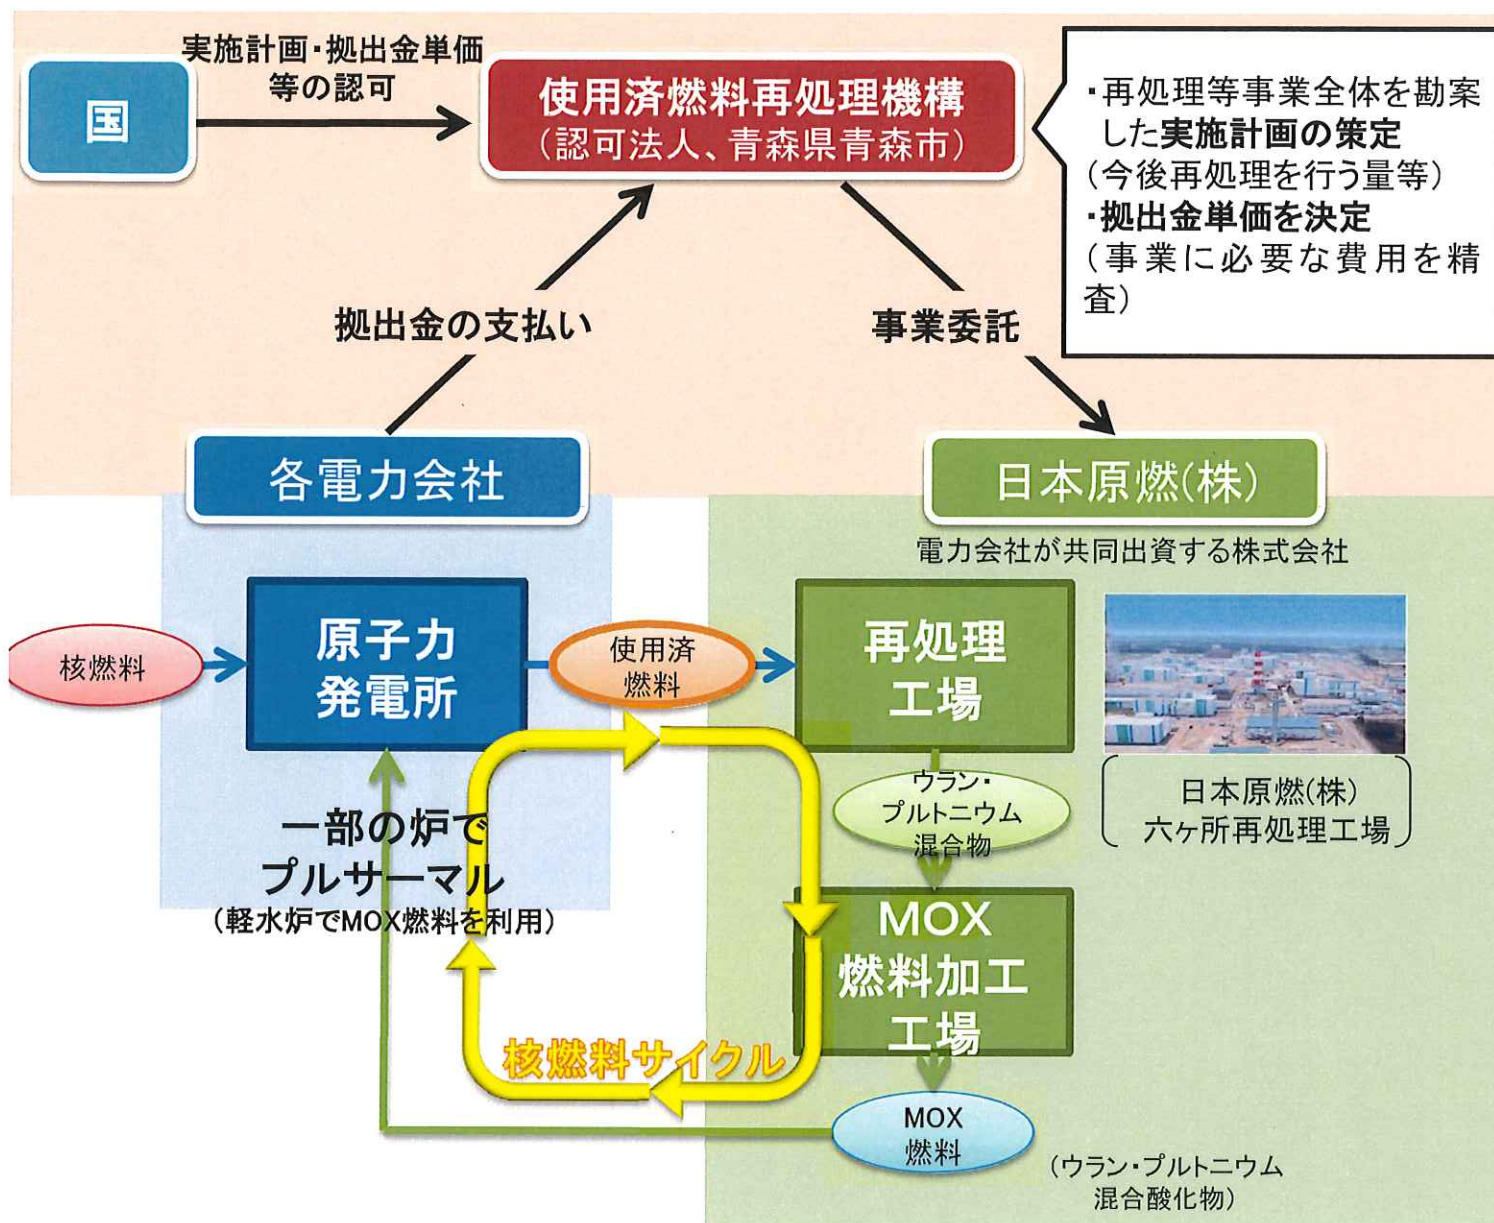 実施計画・拠出金単価
等の認可
国
使用済燃料再処理機構
（認可法人、青森県青森市）
・再処理等事業全体を勘案
した実施計画の策定
（今後再処理を行う量等）
・拠出金単価を決定
（事業に必要な費用を精
査）
拠出金の支払い
事業委託
各電力会社
日本原燃(株)
電力会社が共同出資する株式会社
核燃料
原子力
発電所
使用済
燃料
再処理
工場
ウラン・
プルトニウム
混合物
日本原燃(株)
六ヶ所再処理工場
一部の炉で
プルサーマル
（軽水炉でMOX燃料を利用）
MOX
燃料加工
工場
核燃料サイクル
MOX
燃料
（ウラン・プルトニウム
混合酸化物）